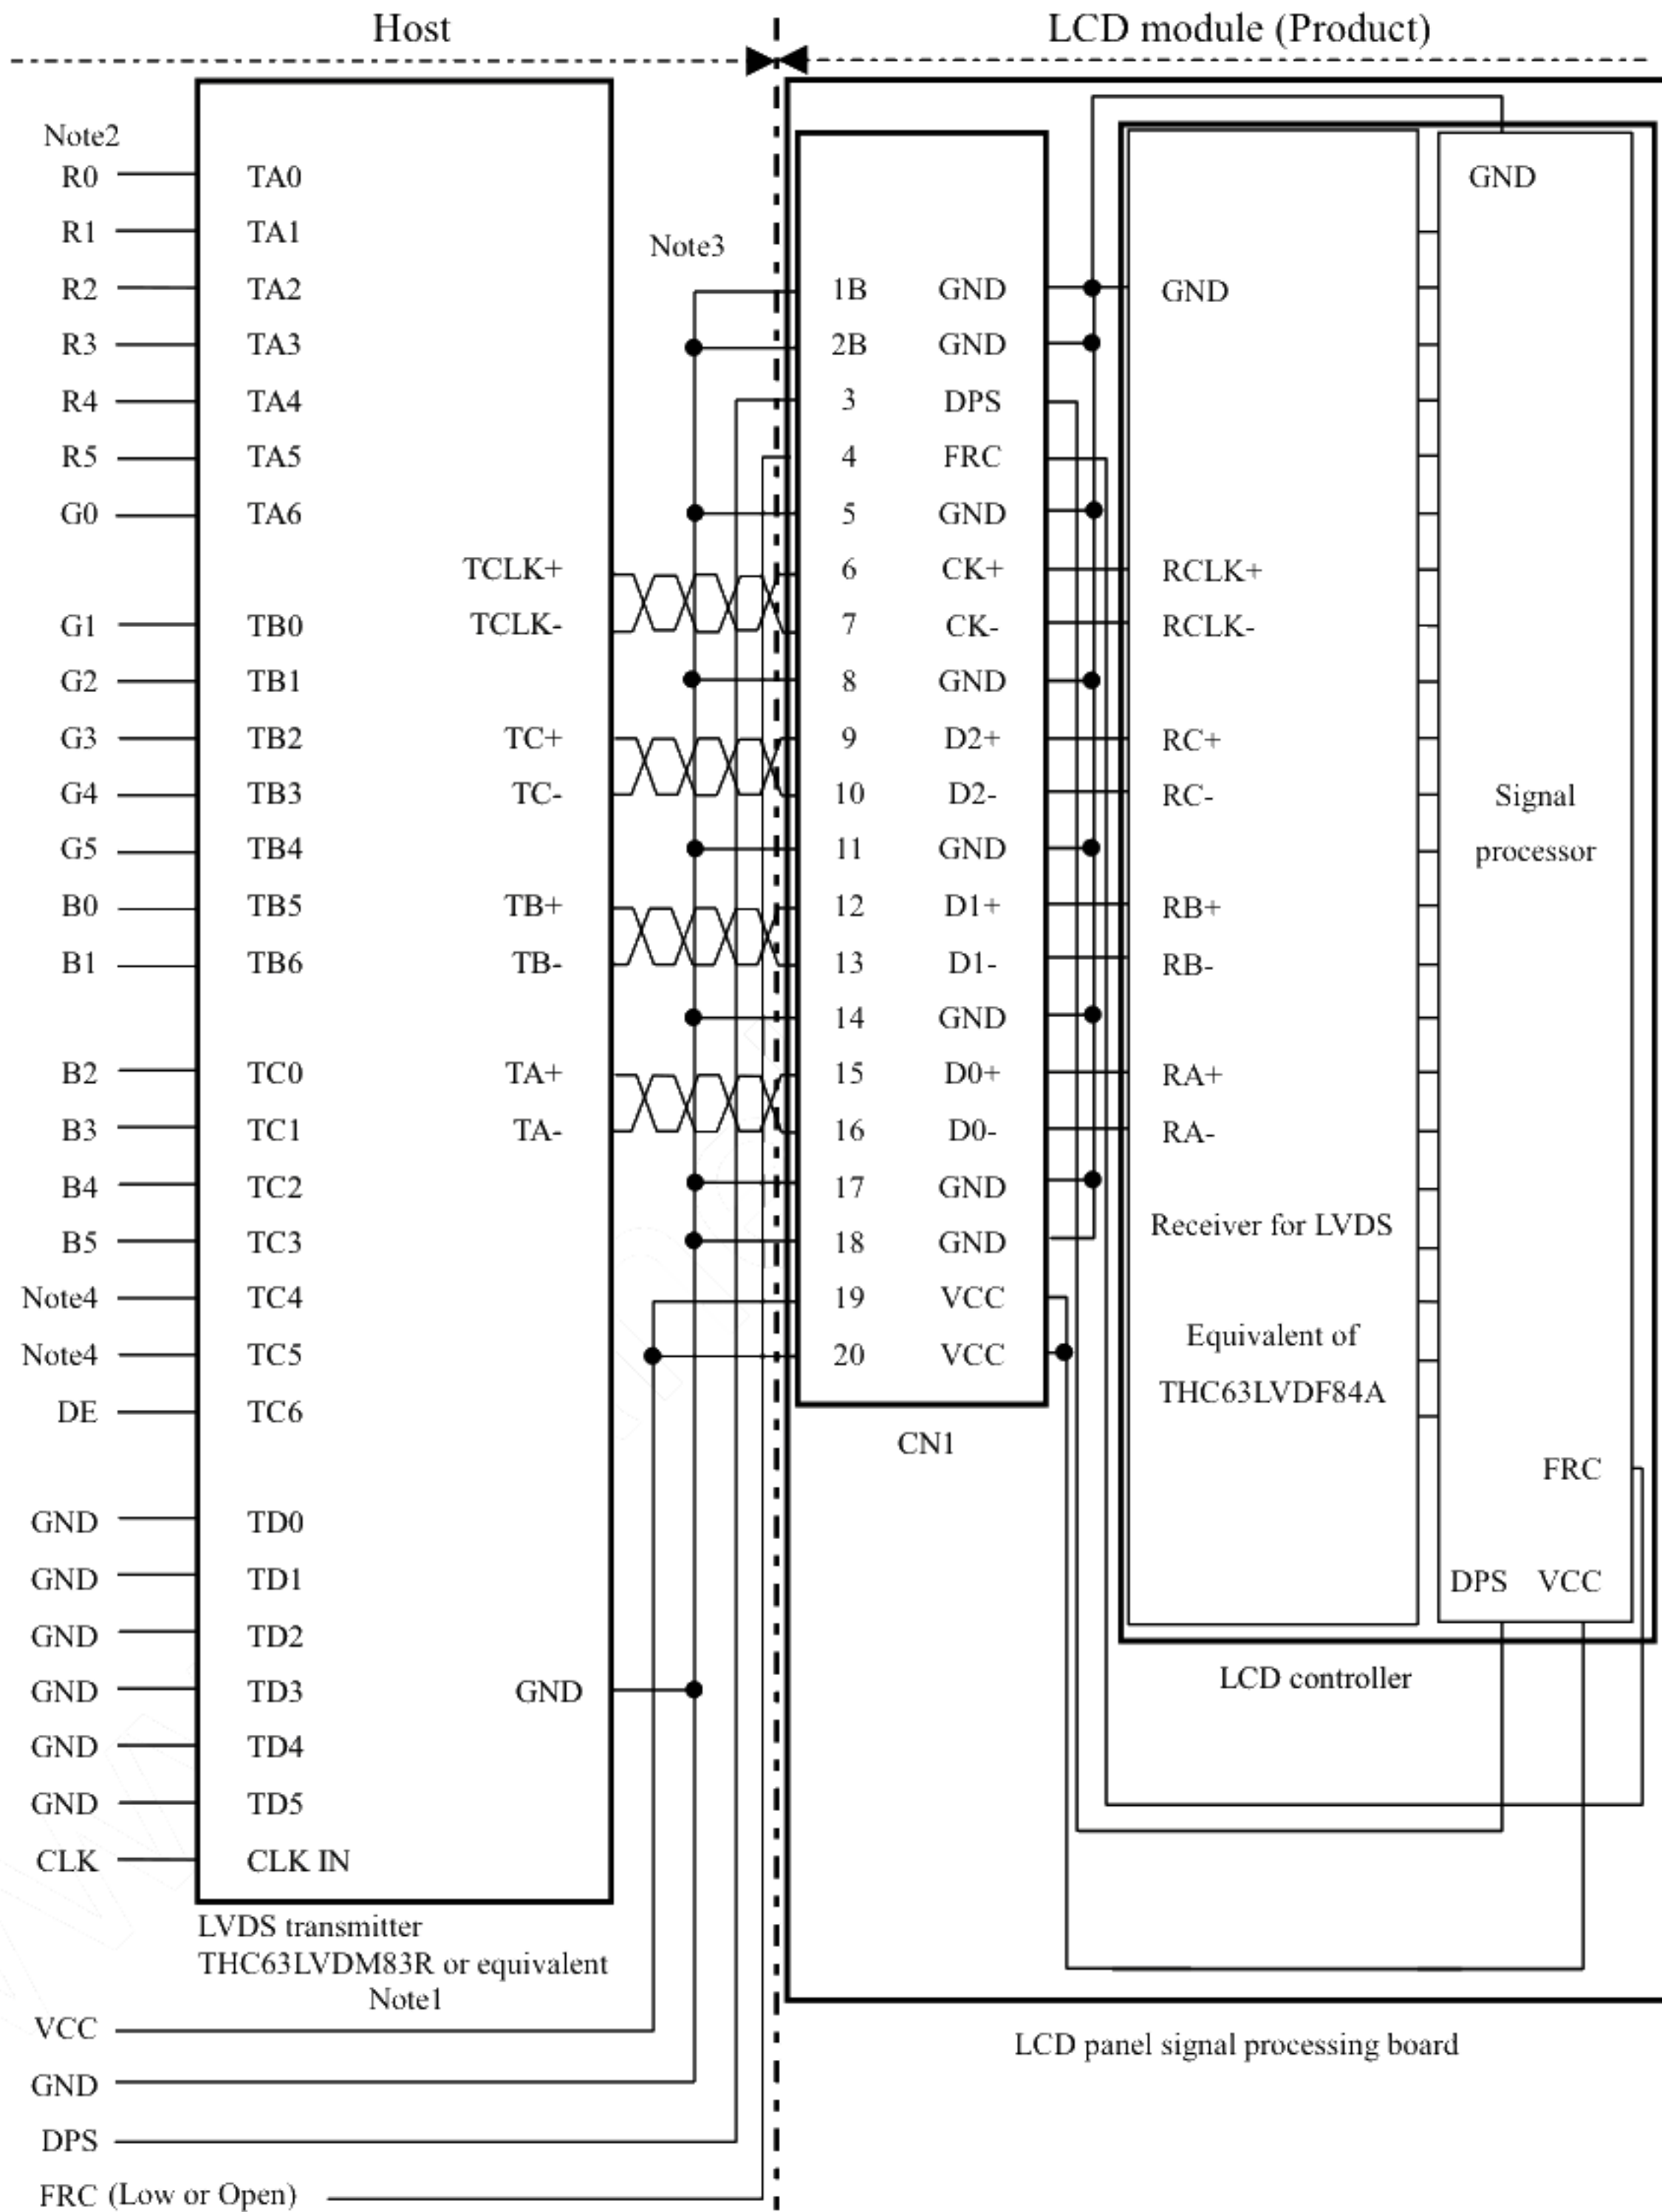 Host
LCD module (Product)
Note2
R0 TA0
R1 TA1
R2 TA2
R3 TA3
R4 TA4
R5 TA5
G0 TA6
TCLK+
G1 TB0 TCLK-
G2 TB1
G3 TB2 TC+
G4 TB3 TC-
G5 TB4
B0 TB5 TB+
B1 TB6 TB-
B2 TC0 TA+
B3 TC1 TA-
B4 TC2
B5 TC3
Note4 TC4
Note4 TC5
DE TC6
GND TD0
GND TD1
GND TD2
GND TD3 GND
GND TD4
GND TD5
CLK CLK IN
LVDS transmitter
THC63LVDM83R or equivalent
Note1
VCC
GND
DPS
FRC (Low or Open)
Note3
1B GND
2B GND
3 DPS
4 FRC
5 GND
6 CK+
7 CK-
8 GND
9 D2+
10 D2-
11 GND
12 D1+
13 D1-
14 GND
15 D0+
16 D0-
17 GND
18 GND
19 VCC
20 VCC
CN1
GND
RCLK+
RCLK-
RC+
RC-
RB+
RB-
RA+
RA-
Receiver for LVDS
Equivalent of
THC63LVDF84A
GND
Signal
processor
FRC
DPS VCC
LCD controller
LCD panel signal processing board